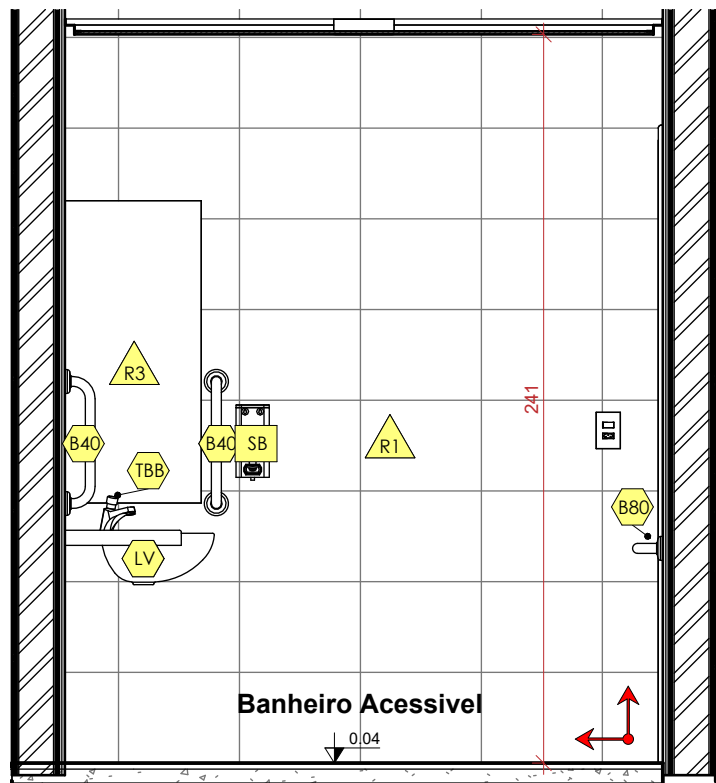 R3
241
B40
B40
SB
R1
TBB
B80
LV
Banheiro Acessivel
0.04